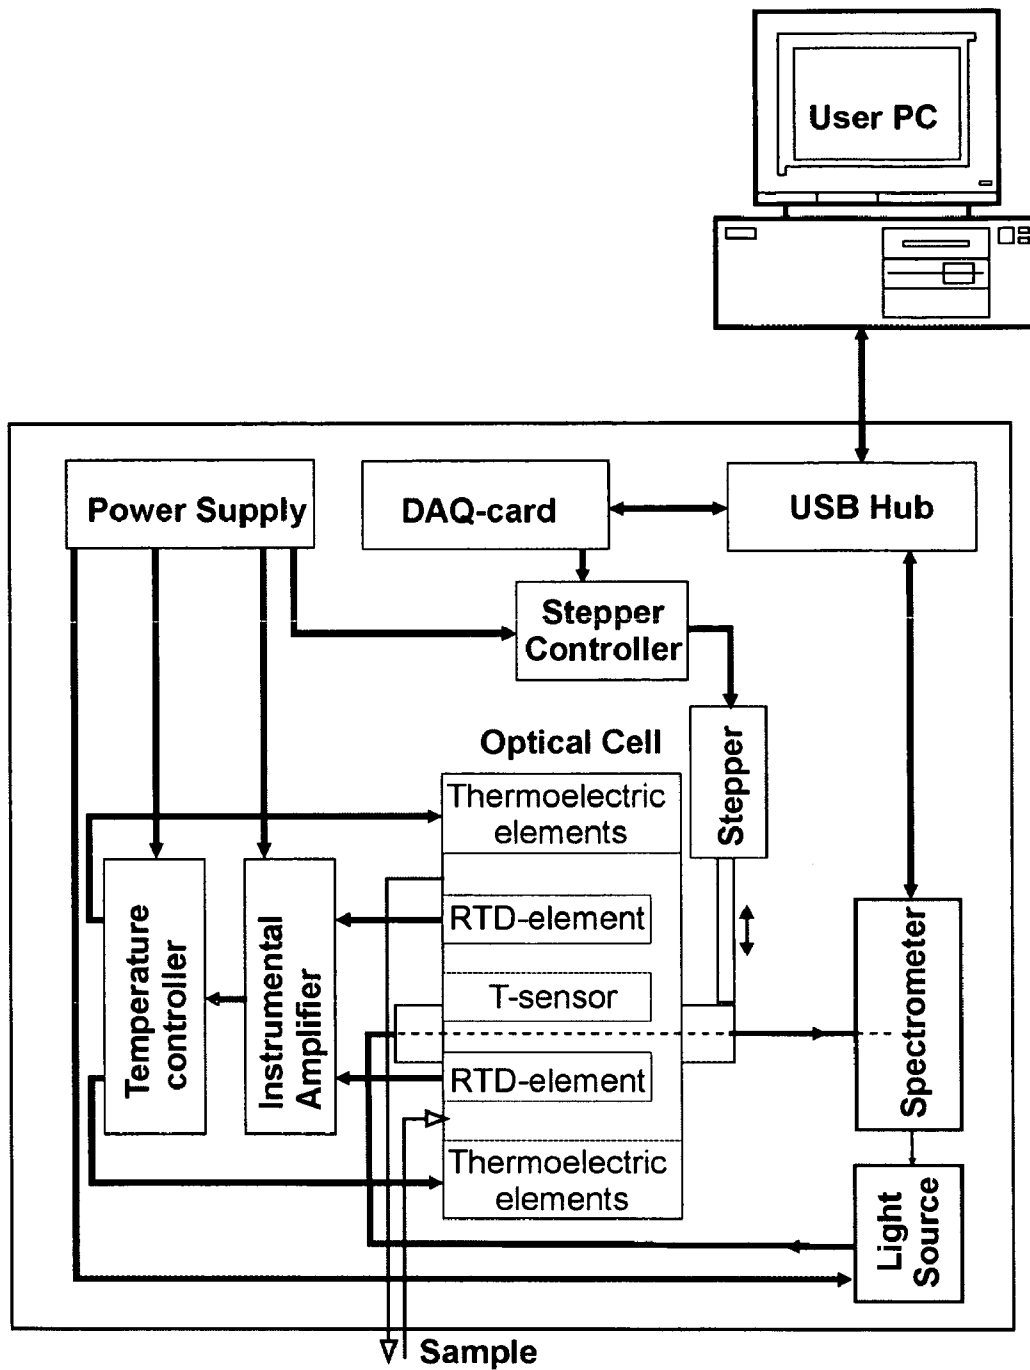 User PC
Power Supply
DAQ-card
USB Hub
Stepper
Controller
Stepper
Optical Cell
Thermoelectric
elements
RTD-element
T-sensor
RTD-element
Thermoelectric
elements
Temperature
controller
Instrumental
Amplifier
Spectrometer
Light
Source
Sample